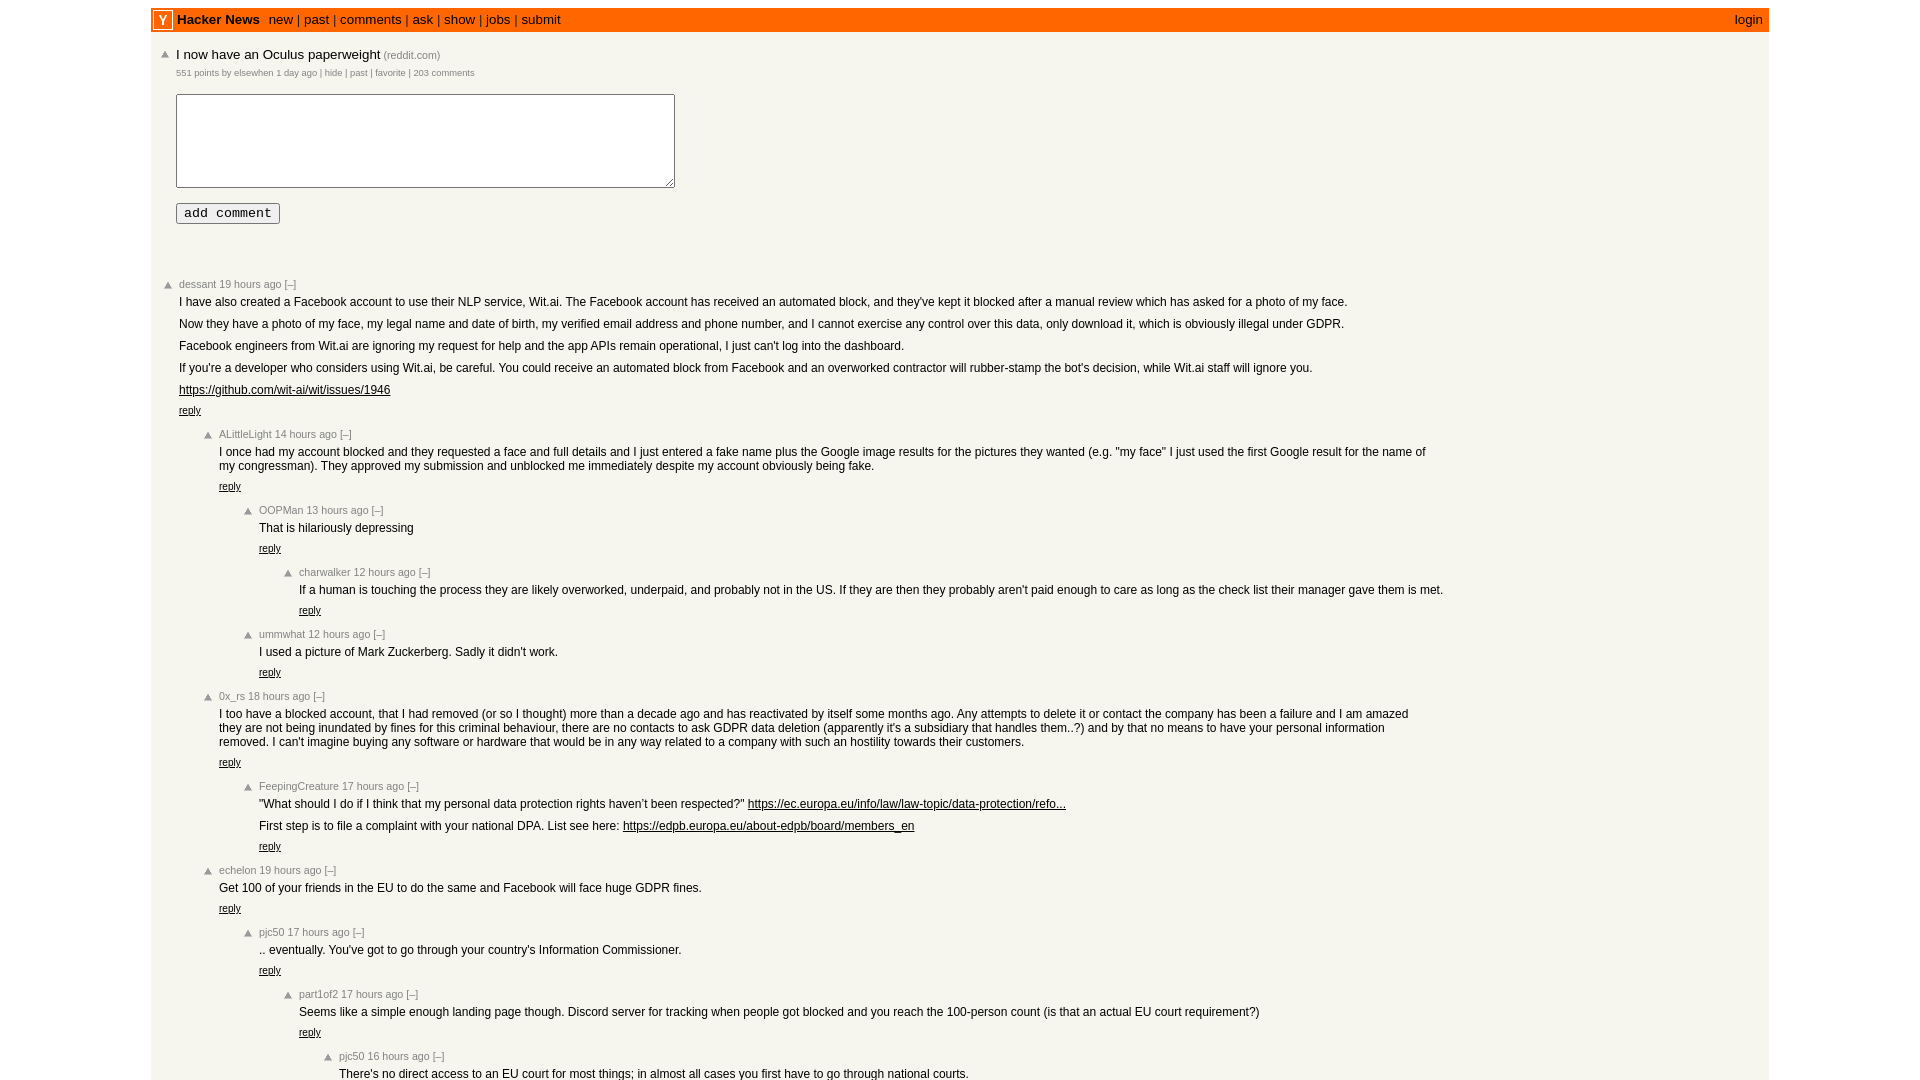 Y Hacker News new | past | comments | ask | show | jobs | submit login
I now have an Oculus paperweight (reddit.com)
551 points by elsewhen 1 day ago | hide | past | favorite | 203 comments
add comment
dessant 19 hours ago [–]
I have also created a Facebook account to use their NLP service, Wit.ai. The Facebook account has received an automated block, and they've kept it blocked after a manual review which has asked for a photo of my face.
Now they have a photo of my face, my legal name and date of birth, my verified email address and phone number, and I cannot exercise any control over this data, only download it, which is obviously illegal under GDPR.
Facebook engineers from Wit.ai are ignoring my request for help and the app APIs remain operational, I just can't log into the dashboard.
If you're a developer who considers using Wit.ai, be careful. You could receive an automated block from Facebook and an overworked contractor will rubber-stamp the bot's decision, while Wit.ai staff will ignore you.
https://github.com/wit-ai/wit/issues/1946
reply
ALittleLight 14 hours ago [–]
I once had my account blocked and they requested a face and full details and I just entered a fake name plus the Google image results for the pictures they wanted (e.g. "my face" I just used the first Google result for the name of
my congressman). They approved my submission and unblocked me immediately despite my account obviously being fake.
reply
OOPMan 13 hours ago [–]
That is hilariously depressing
reply
charwalker 12 hours ago [–]
If a human is touching the process they are likely overworked, underpaid, and probably not in the US. If they are then they probably aren't paid enough to care as long as the check list their manager gave them is met.
reply
ummwhat 12 hours ago [–]
I used a picture of Mark Zuckerberg. Sadly it didn't work.
reply
0x_rs 18 hours ago [–]
I too have a blocked account, that I had removed (or so I thought) more than a decade ago and has reactivated by itself some months ago. Any attempts to delete it or contact the company has been a failure and I am amazed
they are not being inundated by fines for this criminal behaviour, there are no contacts to ask GDPR data deletion (apparently it's a subsidiary that handles them..?) and by that no means to have your personal information
removed. I can't imagine buying any software or hardware that would be in any way related to a company with such an hostility towards their customers.
reply
FeepingCreature 17 hours ago [–]
"What should I do if I think that my personal data protection rights haven’t been respected?" https://ec.europa.eu/info/law/law-topic/data-protection/refo...
First step is to file a complaint with your national DPA. List see here: https://edpb.europa.eu/about-edpb/board/members_en
reply
echelon 19 hours ago [–]
Get 100 of your friends in the EU to do the same and Facebook will face huge GDPR fines.
reply
pjc50 17 hours ago [–]
.. eventually. You've got to go through your country's Information Commissioner.
reply
part1of2 17 hours ago [–]
Seems like a simple enough landing page though. Discord server for tracking when people got blocked and you reach the 100-person count (is that an actual EU court requirement?)
reply
pjc50 16 hours ago [–]
There's no direct access to an EU court for most things; in almost all cases you first have to go through national courts.